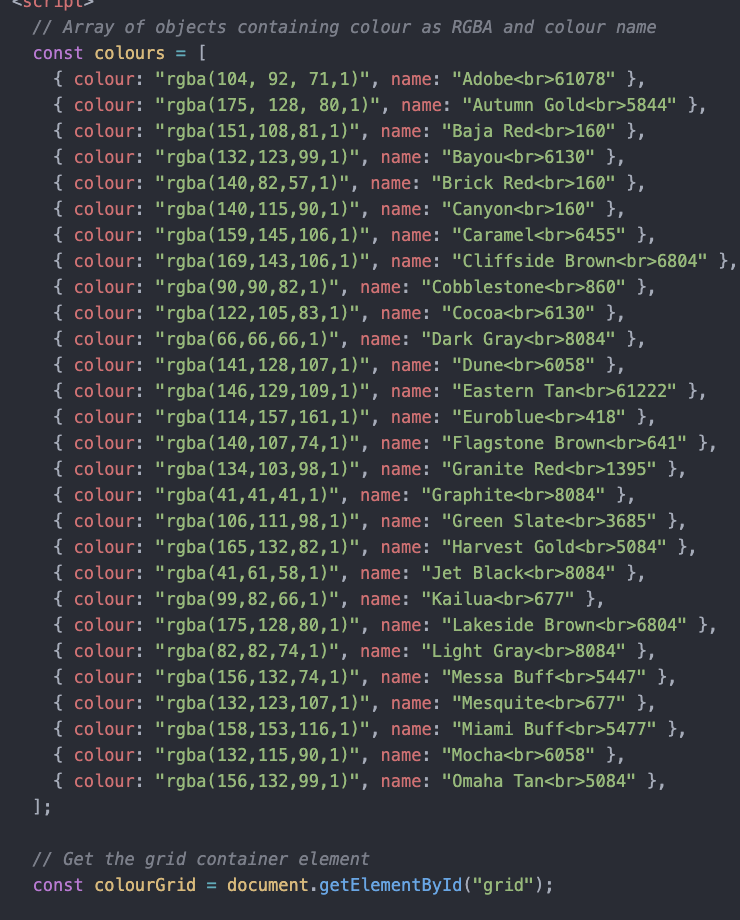 <script>
// Array of objects containing colour as RGBA and colour name
const colours = [
{ colour: "rgba(104, 92, 71,1)", name: "Adobe<br>61078" },
{ colour: "rgba(175, 128, 80,1)", name: "Autumn Gold<br>5844" },
{ colour: "rgba(151,108,81,1)", name: "Baja Red<br>160" },
{ colour: "rgba(132,123,99,1)", name: "Bayou<br>6130" },
{ colour: "rgba(140,82,57,1)", name: "Brick Red<br>160" },
{ colour: "rgba(140,115,90,1)", name: "Canyon<br>160" },
{ colour: "rgba(159,145,106,1)", name: "Caramel<br>6455" },
{ colour: "rgba(169,143,106,1)", name: "Cliffside Brown<br>6804" },
{ colour: "rgba(90,90,82,1)", name: "Cobblestone<br>860" },
{ colour: "rgba(122,105,83,1)", name: "Cocoa<br>6130" },
{ colour: "rgba(66,66,66,1)", name: "Dark Gray<br>8084" },
{ colour: "rgba(141,128,107,1)", name: "Dune<br>6058" },
{ colour: "rgba(146,129,109,1)", name: "Eastern Tan<br>61222" },
{ colour: "rgba(114,157,161,1)", name: "Euroblue<br>418" },
{ colour: "rgba(140,107,74,1)", name: "Flagstone Brown<br>641" },
{ colour: "rgba(134,103,98,1)", name: "Granite Red<br>1395" },
{ colour: "rgba(41,41,41,1)", name: "Graphite<br>8084" },
{ colour: "rgba(106,111,98,1)", name: "Green Slate<br>3685" },
{ colour: "rgba(165,132,82,1)", name: "Harvest Gold<br>5084" },
{ colour: "rgba(41,61,58,1)", name: "Jet Black<br>8084" },
{ colour: "rgba(99,82,66,1)", name: "Kailua<br>677" },
{ colour: "rgba(175,128,80,1)", name: "Lakeside Brown<br>6804" },
{ colour: "rgba(82,82,74,1)", name: "Light Gray<br>8084" },
{ colour: "rgba(156,132,74,1)", name: "Messa Buff<br>5447" },
{ colour: "rgba(132,123,107,1)", name: "Mesquite<br>677" },
{ colour: "rgba(158,153,116,1)", name: "Miami Buff<br>5477" },
{ colour: "rgba(132,115,90,1)", name: "Mocha<br>6058" },
{ colour: "rgba(156,132,99,1)", name: "Omaha Tan<br>5084" },
];
// Get the grid container element
const colourGrid = document.getElementById("grid");